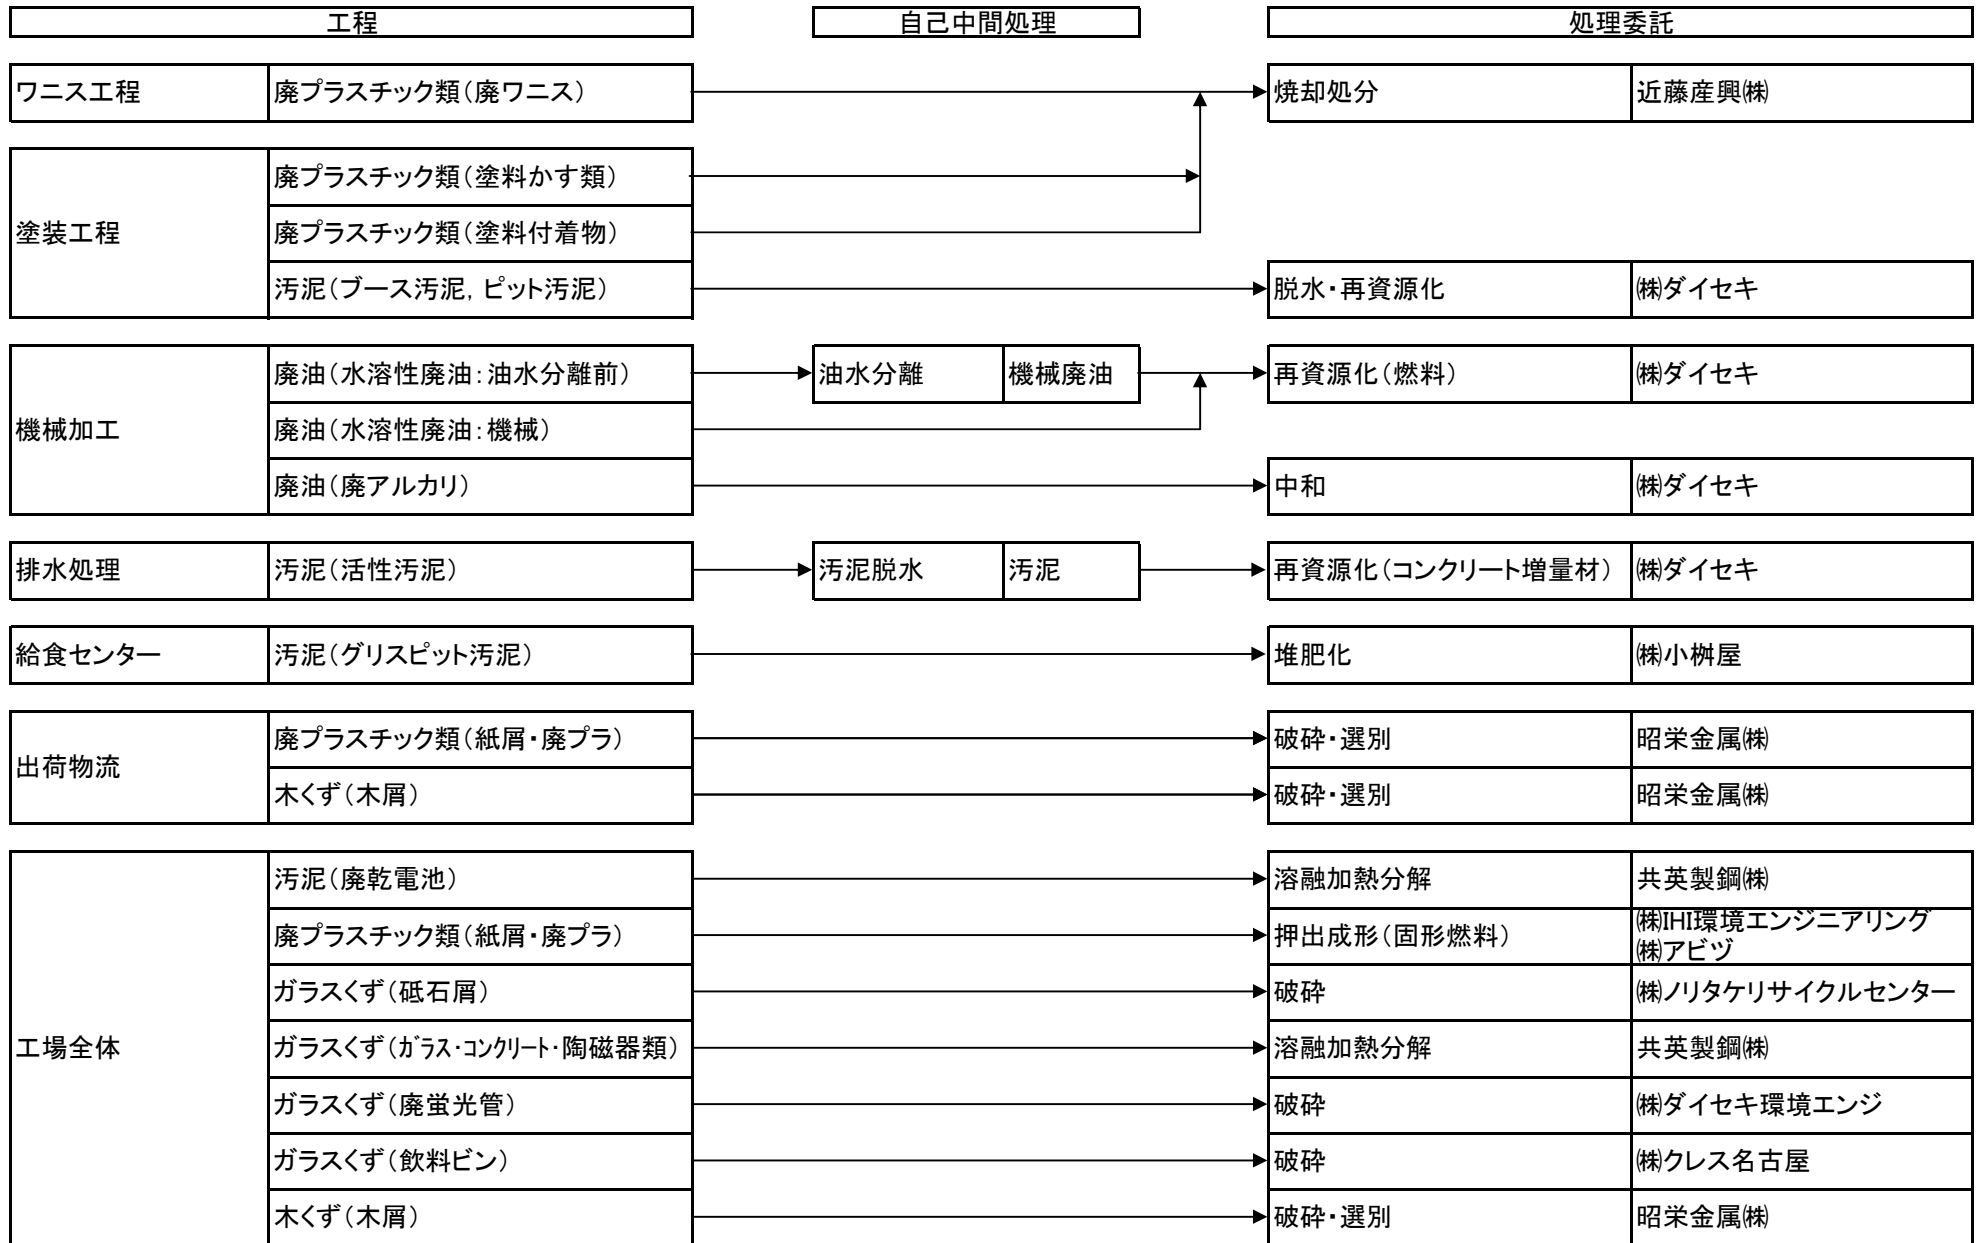 工程 自己中間処理 処理委託
ワニス工程 廃プラスチック類（廃ワニス） 焼却処分 近藤産興㈱
廃プラスチック類（塗料かす類）
塗装工程 廃プラスチック類（塗料付着物）
汚泥（ブース汚泥，ピット汚泥） 脱水・再資源化 ㈱ダイセキ
廃油（水溶性廃油：油水分離前） 油水分離 機械廃油 再資源化（燃料） ㈱ダイセキ
機械加工 廃油（水溶性廃油：機械）
廃油（廃アルカリ） 中和 ㈱ダイセキ
排水処理 汚泥（活性汚泥） 汚泥脱水 汚泥 再資源化（コンクリート増量材） ㈱ダイセキ
給食センター 汚泥（グリスピット汚泥） 堆肥化 ㈱小桝屋
出荷物流 廃プラスチック類（紙屑・廃プラ） 破砕・選別 昭栄金属㈱
木くず（木屑） 破砕・選別 昭栄金属㈱
汚泥（廃乾電池） 溶融加熱分解 共英製鋼㈱
廃プラスチック類（紙屑・廃プラ） 押出成形（固形燃料） ㈱IHI環境エンジニアリング
㈱アビヅ
ガラスくず（砥石屑） 破砕 ㈱ノリタケリサイクルセンター
工場全体 ガラスくず（ｶﾞﾗｽ･ｺﾝｸﾘｰﾄ･陶磁器類） 溶融加熱分解 共英製鋼㈱
ガラスくず（廃蛍光管） 破砕 ㈱ダイセキ環境エンジ
ガラスくず（飲料ビン） 破砕 ㈱クレス名古屋
木くず（木屑） 破砕・選別 昭栄金属㈱